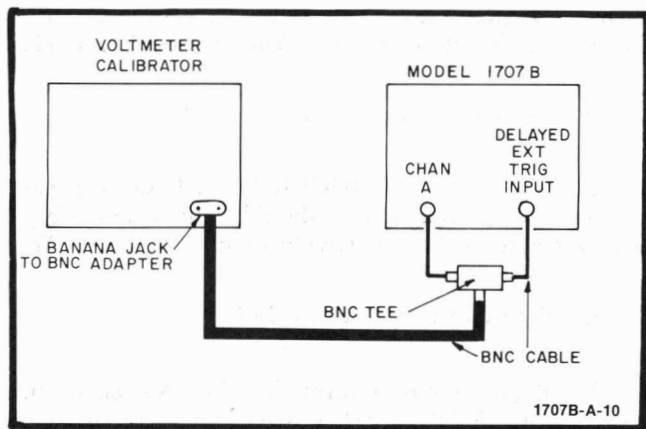 VOLTMETER
CALIBRATOR
MODEL 1707 B
CHAN
A
DELAYED
EXT
TRIG
INPUT
BANANA JACK
TO BNC ADAPTER
BNC TEE
BNC CABLE
1707B-A-10